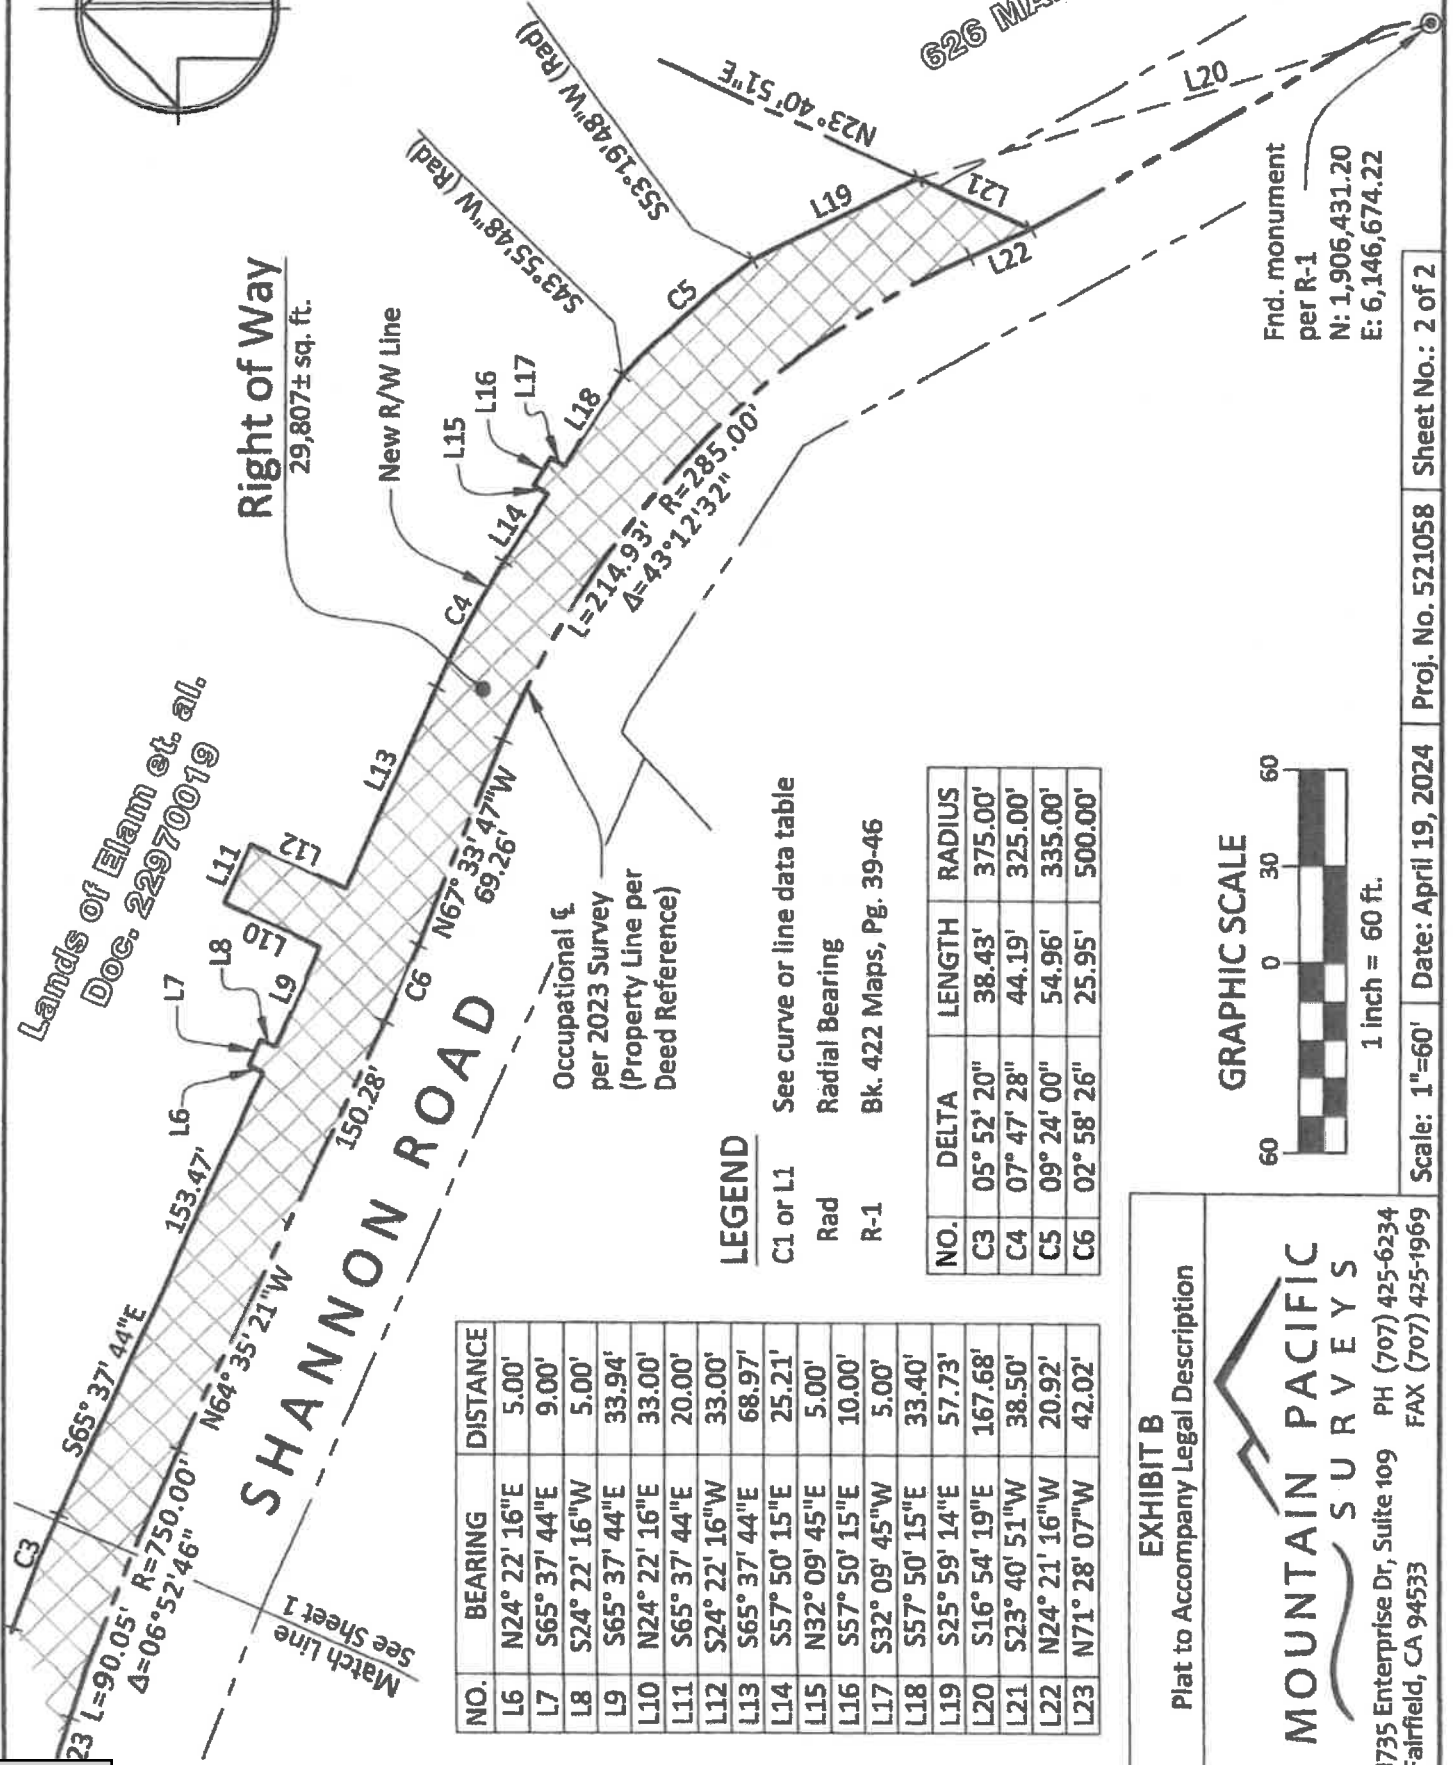 Lands of Elam et. al.
Doc. 22970019
Right of Way
29,807± sq. ft.
New R/W Line
C3
S65° 37' 44"E
153.47'
L6
L7
L8
L9
L10
L11
L12
L13
C4
L14
L15
L16
L17
L18
C5
L19
L20
L21
L22
S43°55'48"W (Rad)
S53°19'48"W (Rad)
N23°40'51"E
626
23
L=90.05' R=750.00'
Δ=06°52'46"
N64° 35' 21"W
150.28'
C6
N67° 33' 47"W
69.26'
L=214.93' R=285.00'
Δ=43°12'32"
Match Line
See Sheet 1
SHANNON ROAD
Occupational ℄
per 2023 Survey
(Property Line per
Deed Reference)
Fnd. monument
per R-1
N: 1,906,431.20
E: 6,146,674.22
LEGEND
C1 or L1 See curve or line data table
Rad Radial Bearing
R-1 Bk. 422 Maps, Pg. 39-46
NO. BEARING DISTANCE
L6 N24° 22' 16"E 5.00'
L7 S65° 37' 44"E 9.00'
L8 S24° 22' 16"W 5.00'
L9 S65° 37' 44"E 33.94'
L10 N24° 22' 16"E 33.00'
L11 S65° 37' 44"E 20.00'
L12 S24° 22' 16"W 33.00'
L13 S65° 37' 44"E 68.97'
L14 S57° 50' 15"E 25.21'
L15 N32° 09' 45"E 5.00'
L16 S57° 50' 15"E 10.00'
L17 S32° 09' 45"W 5.00'
L18 S57° 50' 15"E 33.40'
L19 S25° 59' 14"E 57.73'
L20 S16° 54' 19"E 167.68'
L21 S23° 40' 51"W 38.50'
L22 N24° 21' 16"W 20.92'
L23 N71° 28' 07"W 42.02'
NO. DELTA LENGTH RADIUS
C3 05° 52' 20" 38.43' 375.00'
C4 07° 47' 28" 44.19' 325.00'
C5 09° 24' 00" 54.96' 335.00'
C6 02° 58' 26" 25.95' 500.00'
GRAPHIC SCALE
60 0 30 60
1 inch = 60 ft.
EXHIBIT B
Plat to Accompany Legal Description
MOUNTAIN PACIFIC
SURVEYS
Enterprise Dr, Suite 109 PH (707) 425-6234
Fairfield, CA 94533 FAX (707) 425-1969
Scale: 1"=60' Date: April 19, 2024 Proj. No. 521058 Sheet No.: 2 of 2